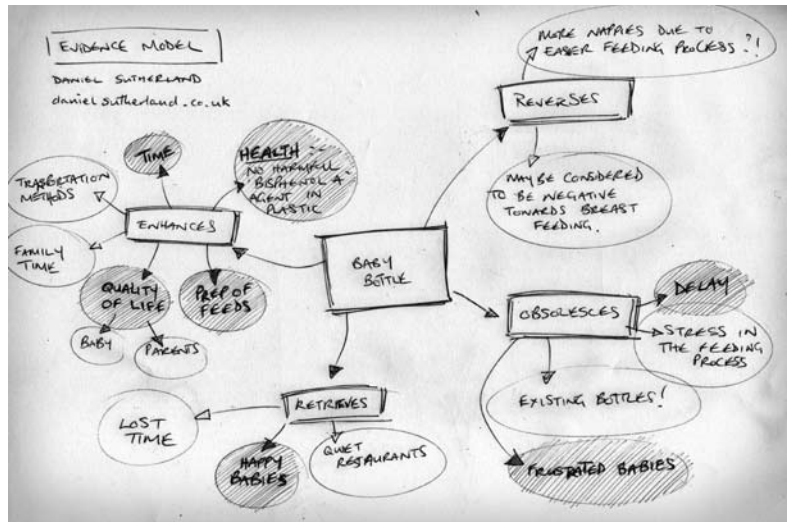 EVIDENCE MODEL
DANIEL SUTHERLAND
danielsutherland.co.uk
MORE NAPPIES DUE TO
EASIER FEEDING PROCESS?!
REVERSES
MAY BE CONSIDERED
TO BE NEGATIVE
TOWARDS BREAST
FEEDING.
TIME
HEALTH -
NO HARMFUL
BISPHENOL A -
AGENT IN
PLASTIC
METHODS
ENHANCES
FAMILY
TIME
QUALITY
OF LIFE
PREP OF
FEEDS
BABY
PARENTS
BABY
BOTTLE
OBSOLESCES
DELAY
STRESS IN
THE FEEDING
PROCESS
EXISTING BOTTLES!
FRUSTRATED BABIES
RETRIEVES
LOST
TIME
HAPPY
BABIES
QUIET
RESTAURANTS